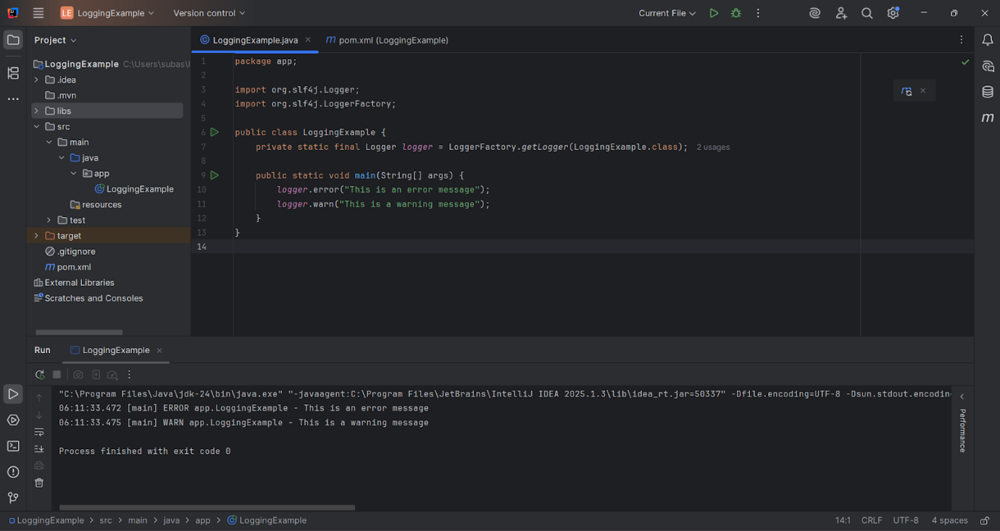 LE LoggingExample Version control Current File
Project
LoggingExample C:\Users\subas\
.idea
.mvn
libs
src
main
java
app
LoggingExample
resources
test
target
.gitignore
pom.xml
External Libraries
Scratches and Consoles
LoggingExample.java pom.xml (LoggingExample)
1 package app;
2
3 import org.slf4j.Logger;
4 import org.slf4j.LoggerFactory;
5
6 public class LoggingExample {
7 private static final Logger logger = LoggerFactory.getLogger(LoggingExample.class); 2 usages
8
9 public static void main(String[] args) {
10 logger.error("This is an error message");
11 logger.warn("This is a warning message");
12 }
13 }
14
Run LoggingExample
"C:\Program Files\Java\jdk-24\bin\java.exe" "-javaagent:C:\Program Files\JetBrains\IntelliJ IDEA 2025.1.3\lib\idea_rt.jar=50337" -Dfile.encoding=UTF-8 -Dsun.stdout.encoding
06:11:33.472 [main] ERROR app.LoggingExample - This is an error message
06:11:33.475 [main] WARN app.LoggingExample - This is a warning message
Process finished with exit code 0
Performance
LoggingExample > src > main > java > app > LoggingExample 14:1 CRLF UTF-8 4 spaces